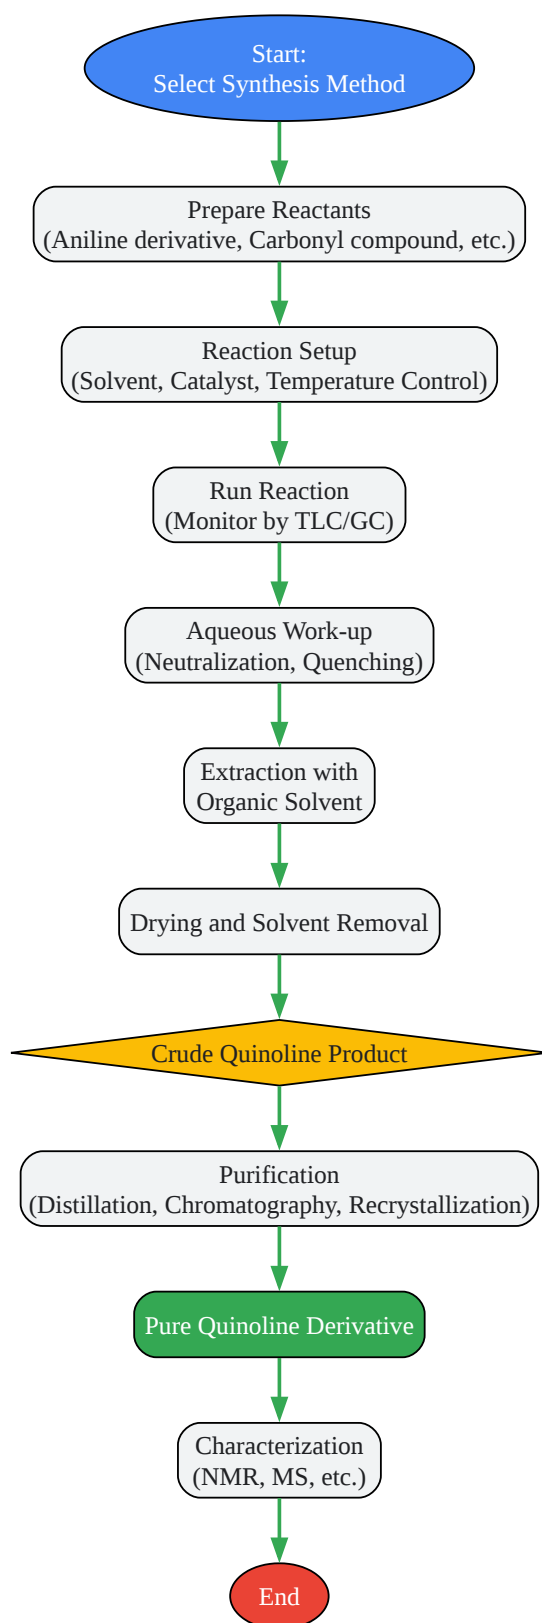 Start:
Select Synthesis Method
Prepare Reactants
(Aniline derivative, Carbonyl compound, etc.)
Reaction Setup
(Solvent, Catalyst, Temperature Control)
Run Reaction
(Monitor by TLC/GC)
Aqueous Work-up
(Neutralization, Quenching)
Extraction with
Organic Solvent
Drying and Solvent Removal
Crude Quinoline Product
Purification
(Distillation, Chromatography, Recrystallization)
Pure Quinoline Derivative
Characterization
(NMR, MS, etc.)
End